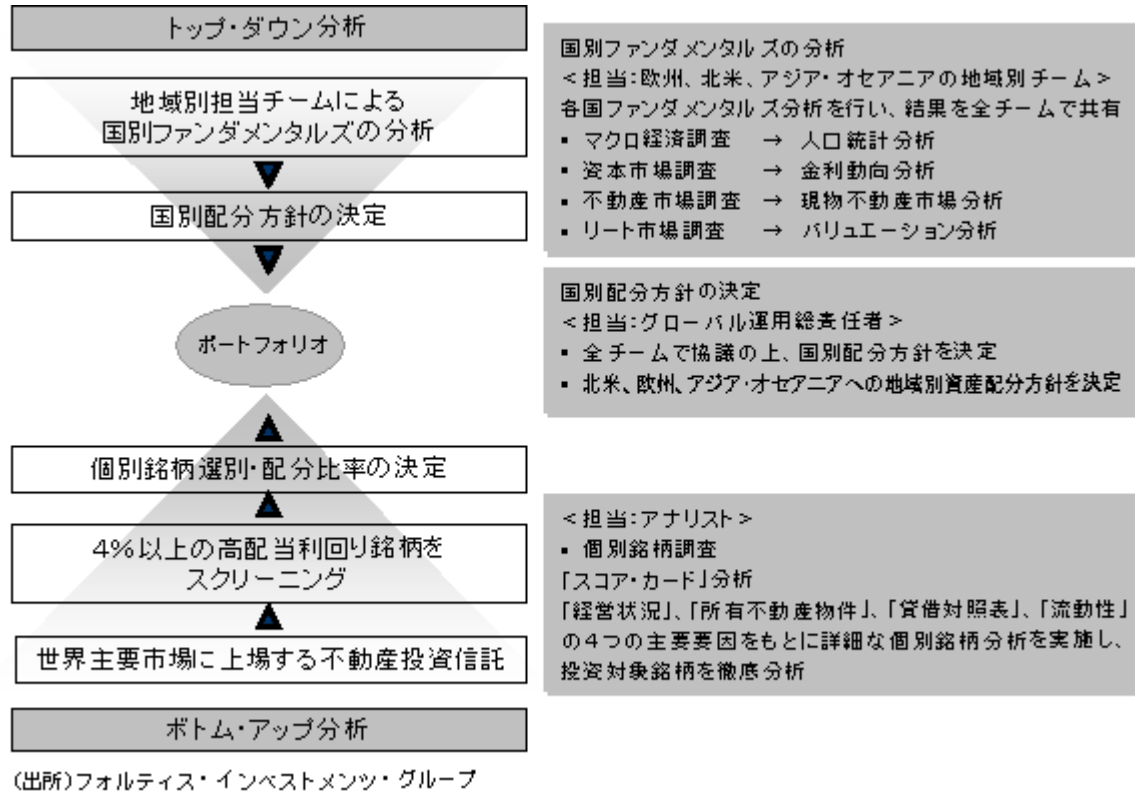 トップ・ダウン分析
地域別担当チームによる
国別ファンダメンタルズの分析
国別配分方針の決定
ポートフォリオ
個別銘柄選別・配分比率の決定
4%以上の高配当利回り銘柄を
スクリーニング
世界主要市場に上場する不動産投資信託
ボトム・アップ分析
(出所)フォルティス・インベストメンツ・グループ
国別ファンダメンタルズの分析
<担当:欧州、北米、アジア・オセアニアの地域別チーム>
各国ファンダメンタルズ分析を行い、結果を全チームで共有
▪ マクロ経済調査 → 人口統計分析
▪ 資本市場調査 → 金利動向分析
▪ 不動産市場調査 → 現物不動産市場分析
▪ リート市場調査 → バリュエーション分析
国別配分方針の決定
<担当:グローバル運用総責任者>
▪ 全チームで協議の上、国別配分方針を決定
▪ 北米、欧州、アジア・オセアニアへの地域別資産配分方針を決定
<担当:アナリスト>
▪ 個別銘柄調査
「スコア・カード」分析
「経営状況」、「所有不動産物件」、「貸借対照表」、「流動性」
の4つの主要要因をもとに詳細な個別銘柄分析を実施し、
投資対象銘柄を徹底分析